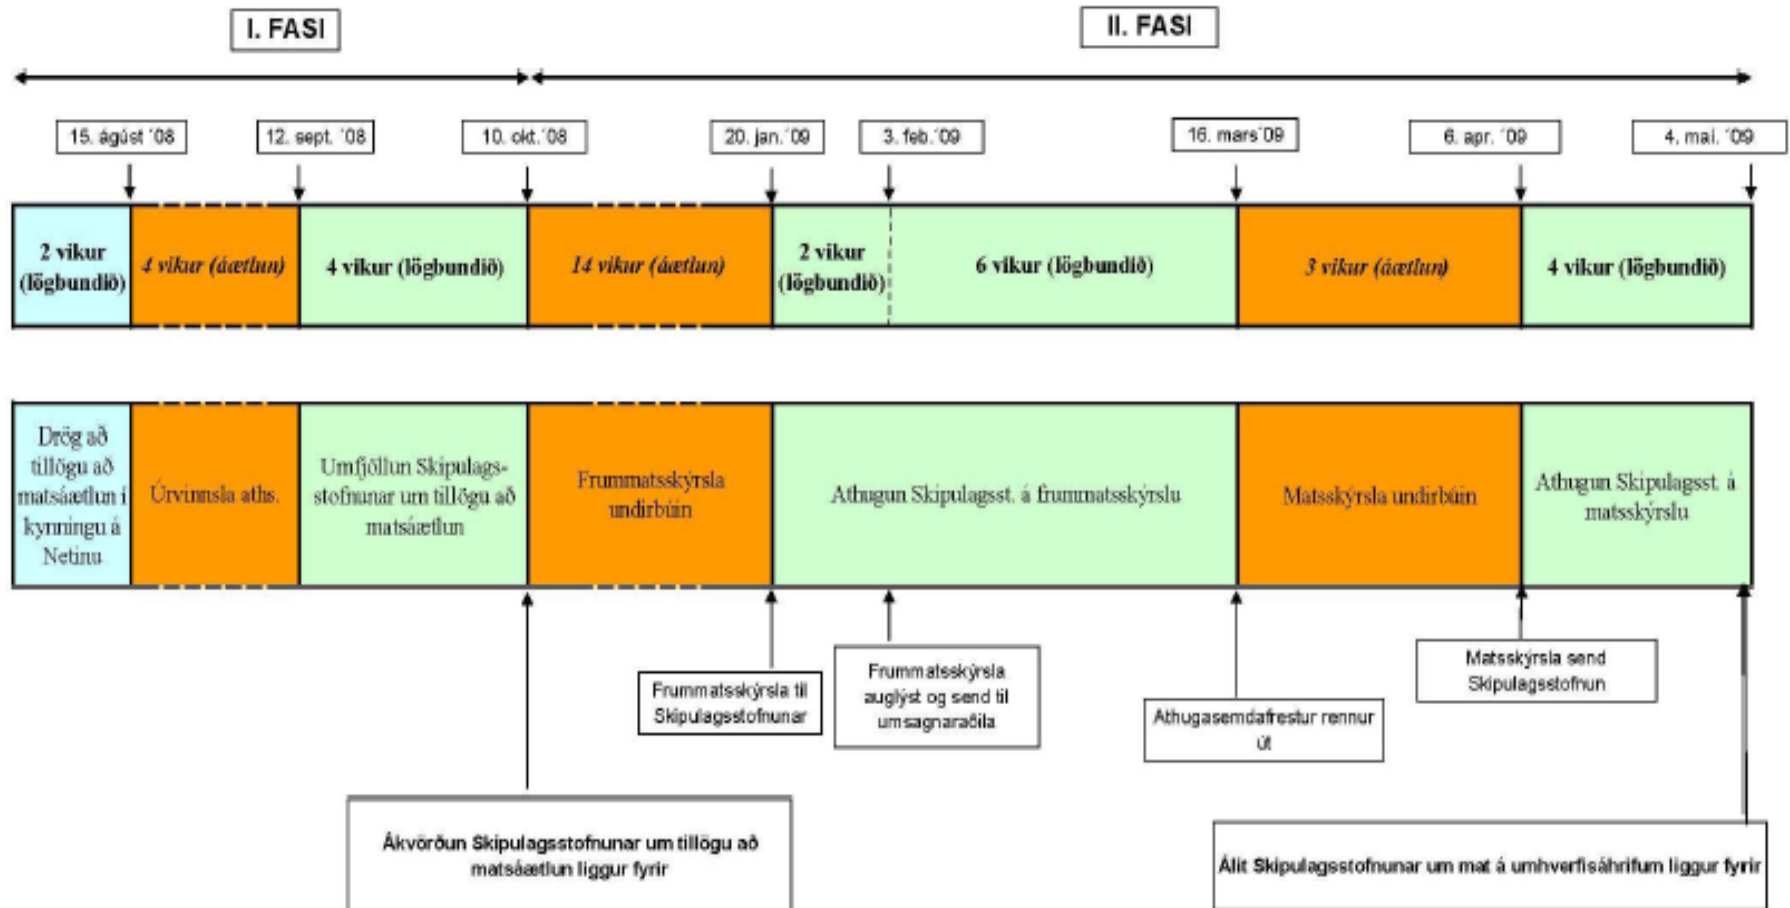 I. FASI
II. FASI
15. ágúst ´08
12. sept. ´08
10. okt.´08
20. jan.´09
3. feb.´09
16. mars´09
6. apr. ´09
4. mai. ´09
2 vikur
(lögbundið)
4 vikur (áætlun)
4 vikur (lögbundið)
14 vikur (áætlun)
2 vikur
(lögbundið)
6 vikur (lögbundið)
3 vikur (áætlun)
4 vikur (lögbundið)
Drög að
tillögu að
matsáætlun í
kynningu á
Netinu
Úrvinnsla aths.
Umfjöllun Skipulags-
stofnunar um tillögu að
matsáætlun
Frummatsskýrsla
undirbúin
Athugun Skipulagsst. á frummatsskýrslu
Matsskýrsla undirbúin
Athugun Skipulagsst. á
matsskýrslu
Frummatsskýrsla til
Skipulagsstofnunar
Frummatsskýrsla
auglýst og send til
umsagnaraðila
Athugasemdafrestur rennur
út
Matsskýrsla send
Skipulagsstofnun
Ákvörðun Skipulagsstofnunar um tillögu að
matsáætlun liggur fyrir
Álit Skipulagsstofnunar um mat á umhverfisáhrifum liggur fyrir